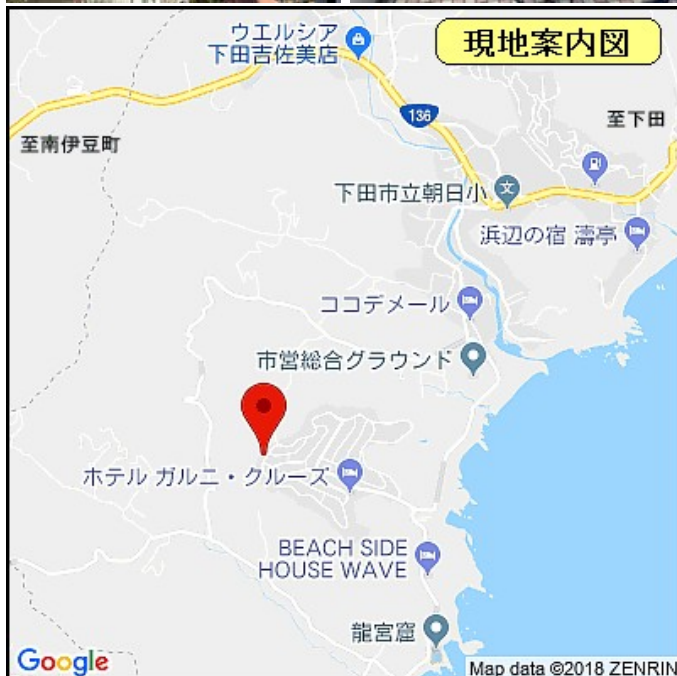 ウエルシア
下田吉佐美店
現地案内図
136
至下田
至南伊豆町
下田市立朝日小
文
浜辺の宿 濤亭
ココデメール
市営総合グラウンド
ホテル ガルニ・クルーズ
BEACH SIDE
HOUSE WAVE
龍宮窟
Google
Map data ©2018 ZENRIN